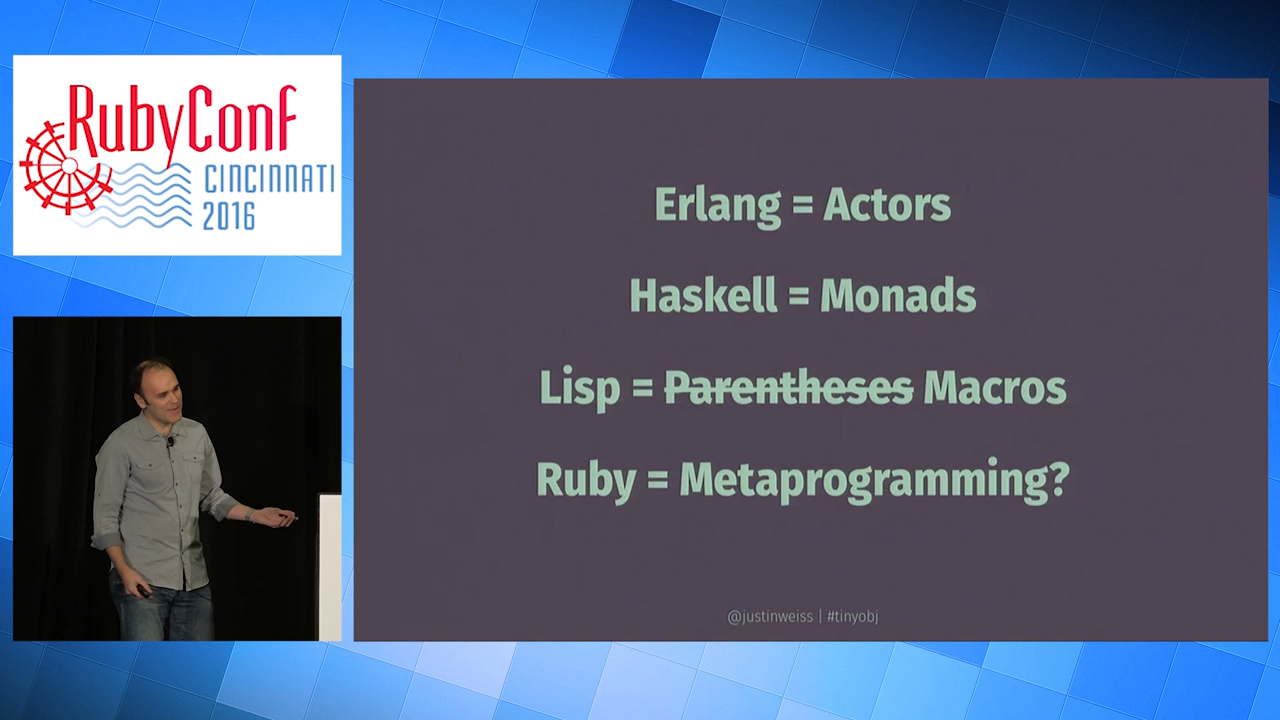 RubyConf
CINCINNATI
2016
Erlang = Actors
Haskell = Monads
Lisp = Parentheses Macros
Ruby = Metaprogramming?
@justinweiss | #tinyobj